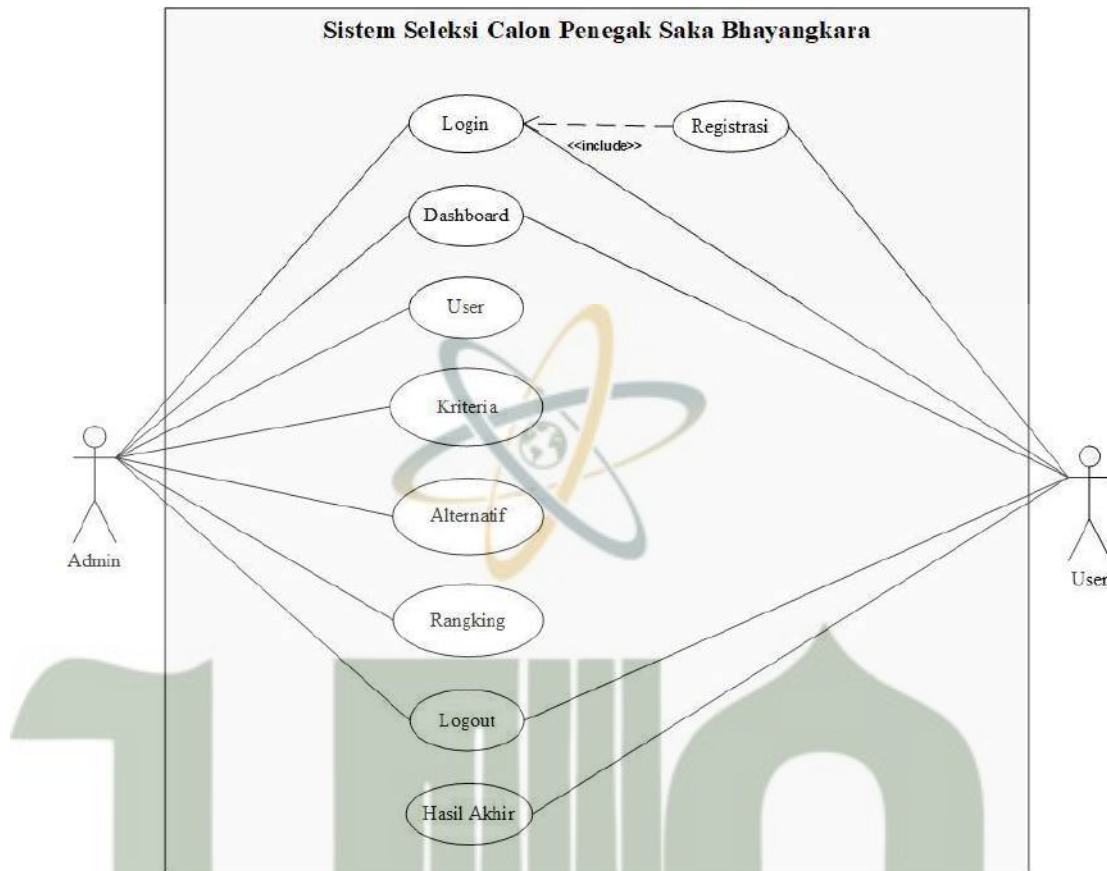 Sistem Seleksi Calon Penegak Saka Bhayangkara
Login
Registrasi
<<include>>
Dashboard
User
Kriteria
Alternatif
Admin
User
Rangking
Logout
Hasil Akhir